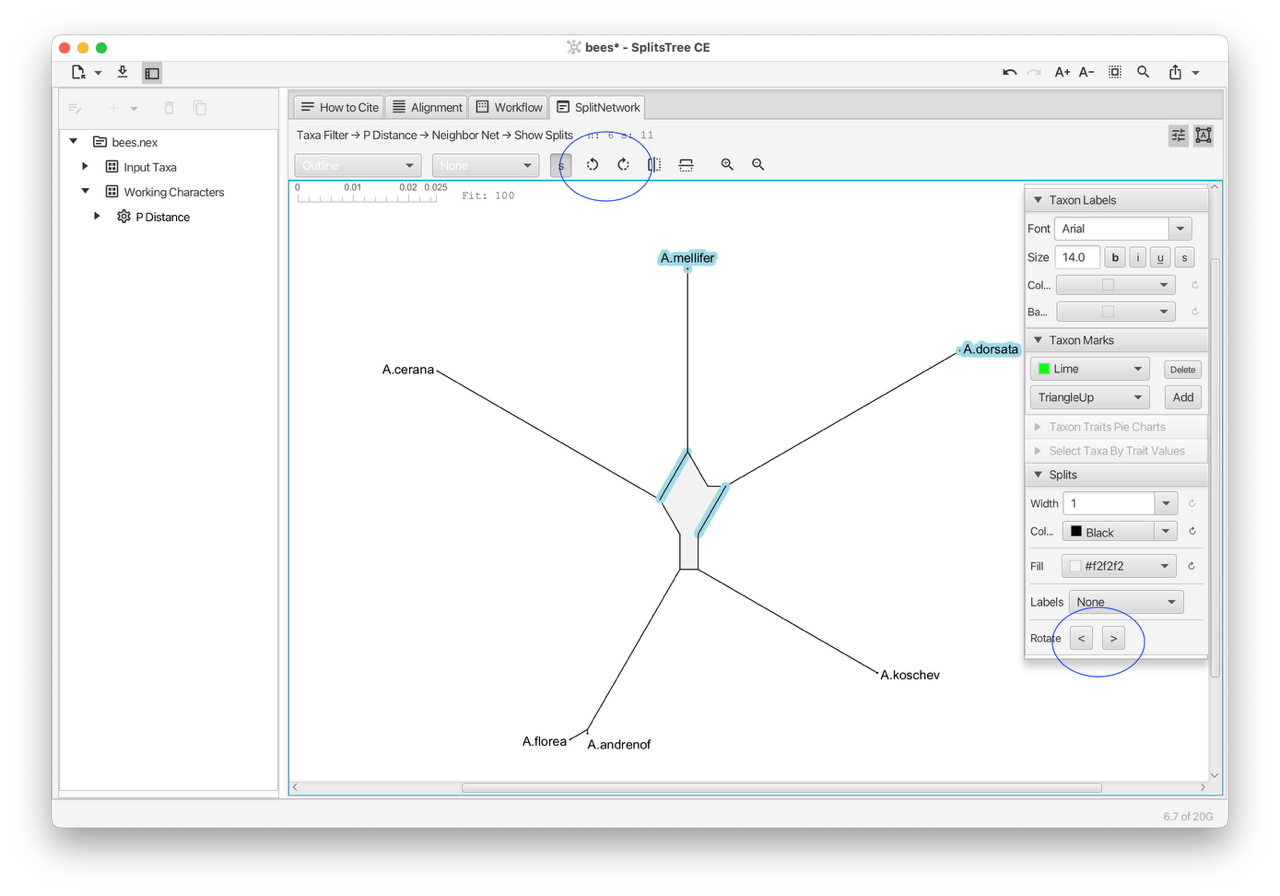 bees* - SplitsTree CE
A+ A−
How to Cite Alignment Workflow SplitNetwork
Taxa Filter → P Distance → Neighbor Net → Show Splits n: 6 s: 11
Outline None s
bees.nex
Input Taxa
Working Characters
P Distance
0 0.01 0.02 0.025
Fit: 100
A.mellifer
A.dorsata
A.cerana
A.koschev
A.florea
A.andrenof
Taxon Labels
Font Arial
Size 14.0 b i u s
Col...
Ba...
Taxon Marks
Lime Delete
TriangleUp Add
Taxon Traits Pie Charts
Select Taxa By Trait Values
Splits
Width 1
Col... Black
Fill #f2f2f2
Labels None
Rotate < >
6.7 of 20G